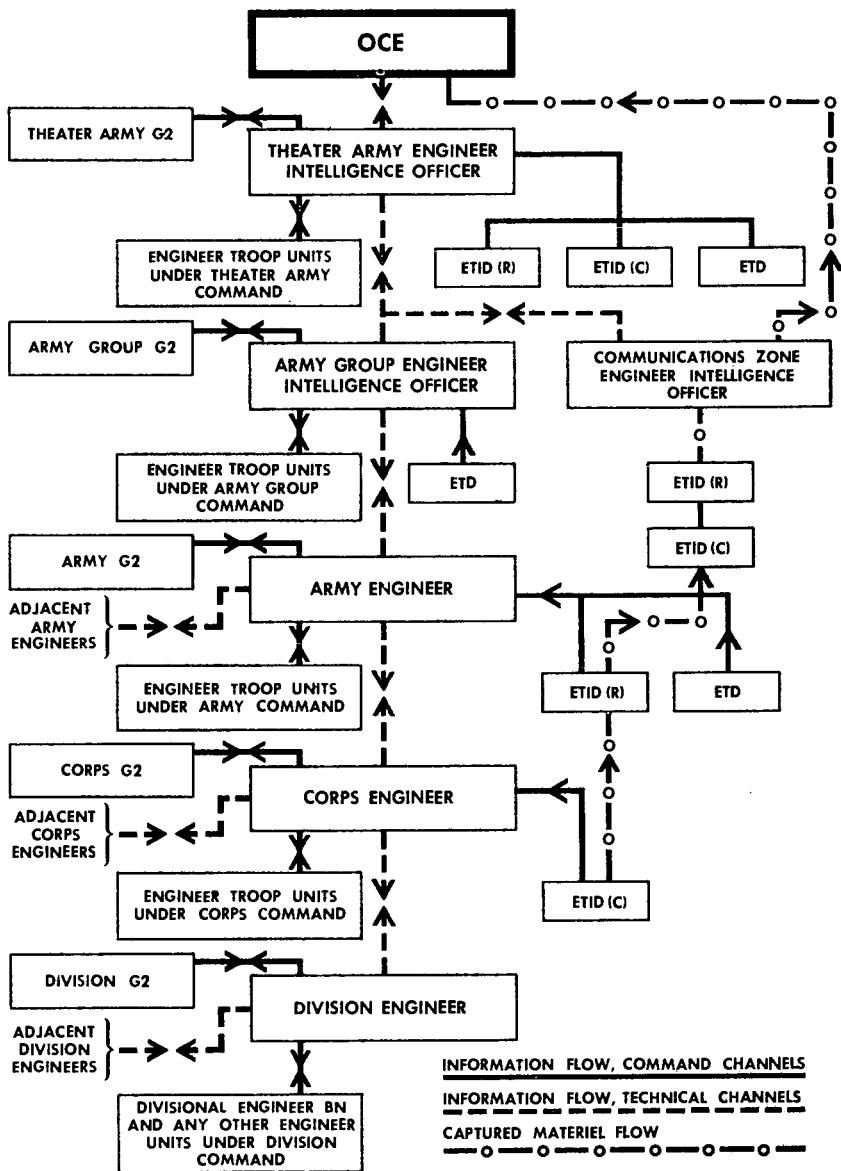 OCE
THEATER ARMY G2
THEATER ARMY ENGINEER
INTELLIGENCE OFFICER
ENGINEER TROOP UNITS
UNDER THEATER ARMY
COMMAND
ETID (R)
ETID (C)
ETD
ARMY GROUP G2
ARMY GROUP ENGINEER
INTELLIGENCE OFFICER
COMMUNICATIONS ZONE
ENGINEER INTELLIGENCE
OFFICER
ENGINEER TROOP UNITS
UNDER ARMY GROUP
COMMAND
ETD
ETID (R)
ETID (C)
ARMY G2
ARMY ENGINEER
ADJACENT
ARMY
ENGINEERS
ENGINEER TROOP UNITS
UNDER ARMY COMMAND
ETID (R)
ETD
CORPS G2
CORPS ENGINEER
ADJACENT
CORPS
ENGINEERS
ENGINEER TROOP UNITS
UNDER CORPS COMMAND
ETID (C)
DIVISION G2
DIVISION ENGINEER
ADJACENT
DIVISION
ENGINEERS
DIVISIONAL ENGINEER BN
AND ANY OTHER ENGINEER
UNITS UNDER DIVISION
COMMAND
INFORMATION FLOW, COMMAND CHANNELS
INFORMATION FLOW, TECHNICAL CHANNELS
CAPTURED MATERIEL FLOW